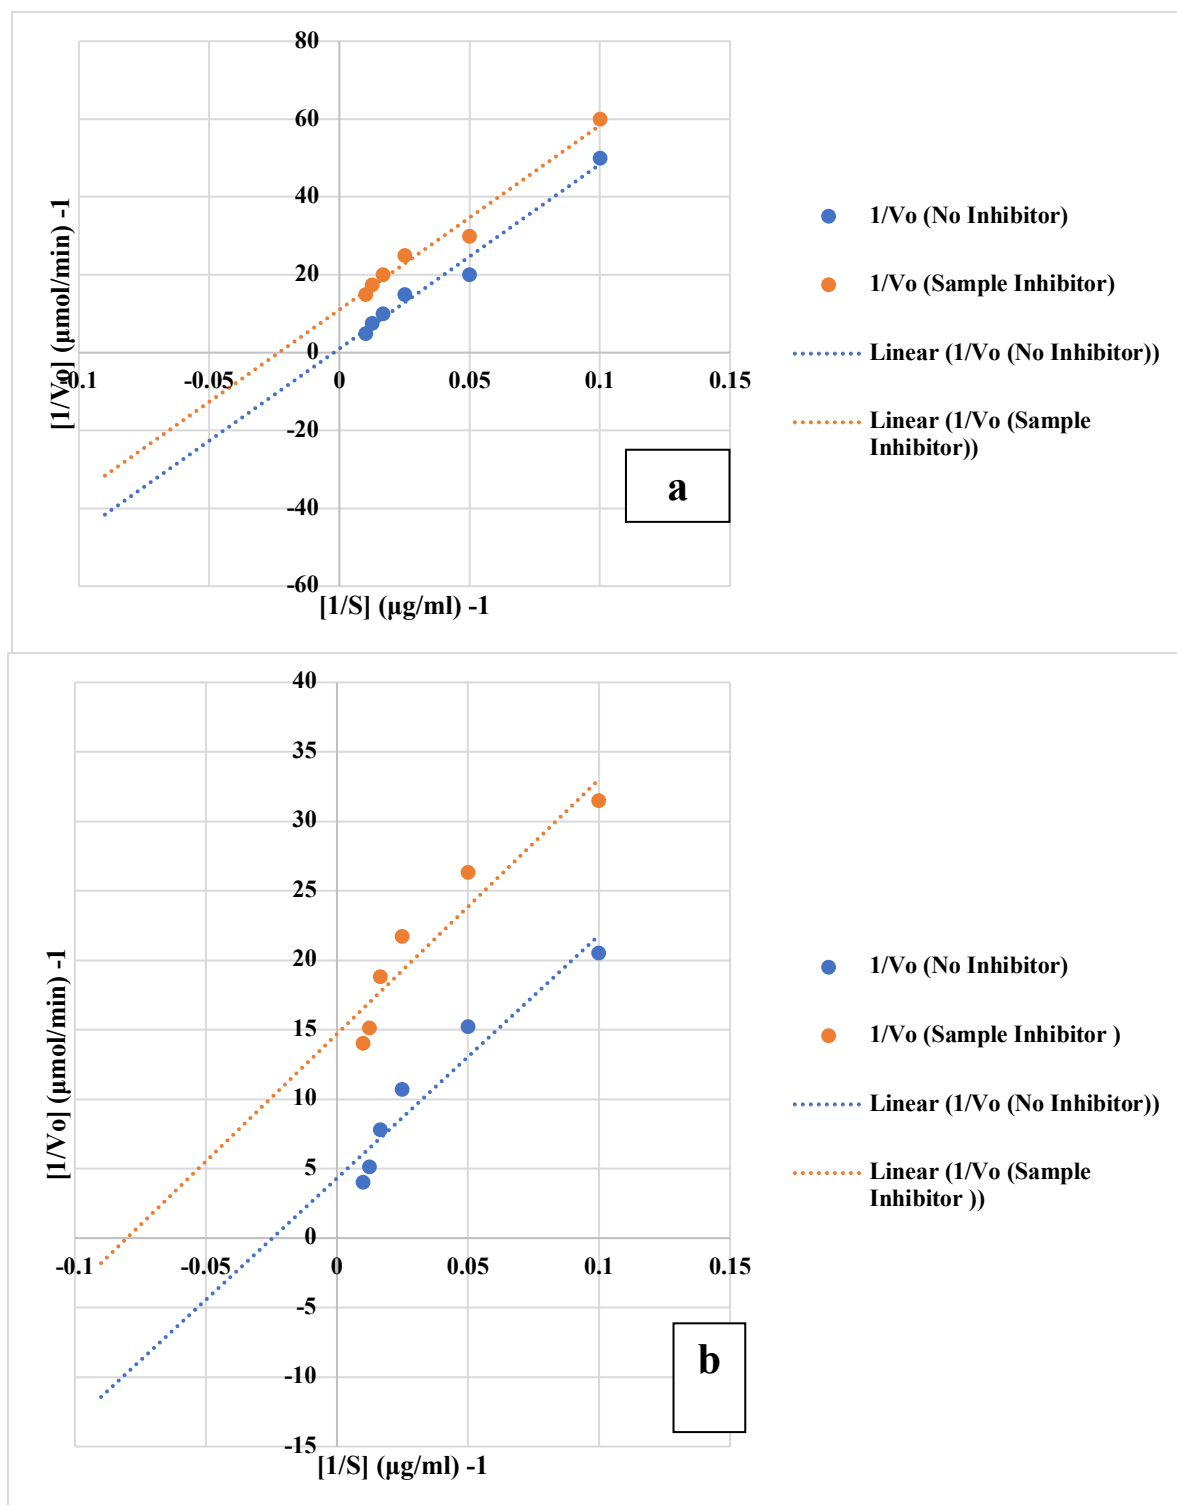 80
60
40
20
0
-20
-40
-60
-0.1
-0.05
0
0.05
0.1
0.15
[1/Vo] (µmol/min) -1
[1/S] (µg/ml) -1
1/Vo (No Inhibitor)
1/Vo (Sample Inhibitor)
Linear (1/Vo (No Inhibitor))
Linear (1/Vo (Sample
Inhibitor))
a
40
35
30
25
20
15
10
5
0
-5
-10
-15
-0.1
-0.05
0
0.05
0.1
0.15
[1/Vo] (µmol/min) -1
[1/S] (µg/ml) -1
1/Vo (No Inhibitor)
1/Vo (Sample Inhibitor )
Linear (1/Vo (No Inhibitor))
Linear (1/Vo (Sample
Inhibitor ))
b